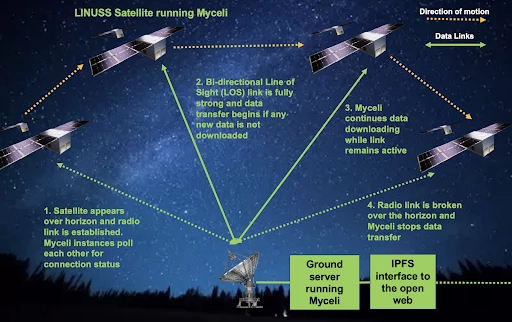 LINUSS Satellite running Myceli
Direction of motion
Data Links
2. Bi-directional Line of
Sight (LOS) link is fully
strong and data
transfer begins if any
new data is not
downloaded
3. Myceli
continues data
downloading
while link
remains active
1. Satellite appears
over horizon and radio
link is established.
Myceli instances poll
each other for
connection status
4. Radio link is broken
over the horizon and
Myceli stops data
transfer
Ground
server
running
Myceli
IPFS
interface to
the open
web